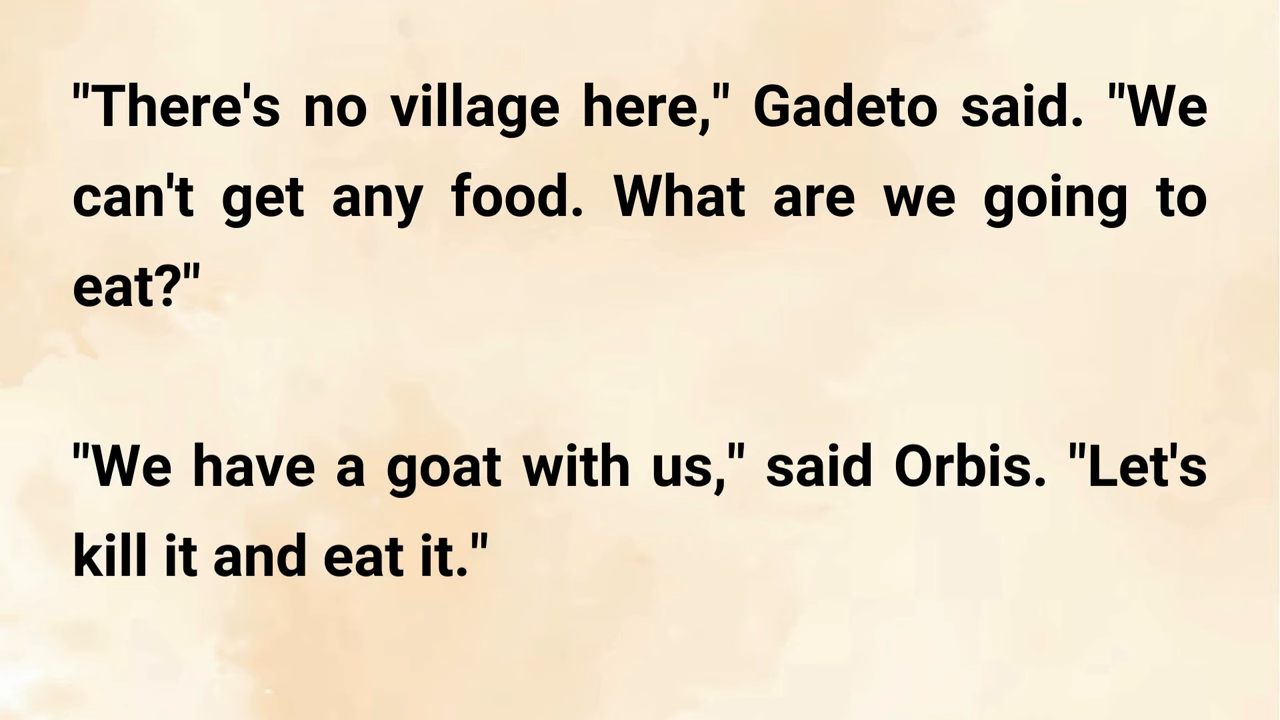 "There's no village here," Gadeto said. "We
can't get any food. What are we going to
eat?"
"We have a goat with us," said Orbis. "Let's
kill it and eat it."